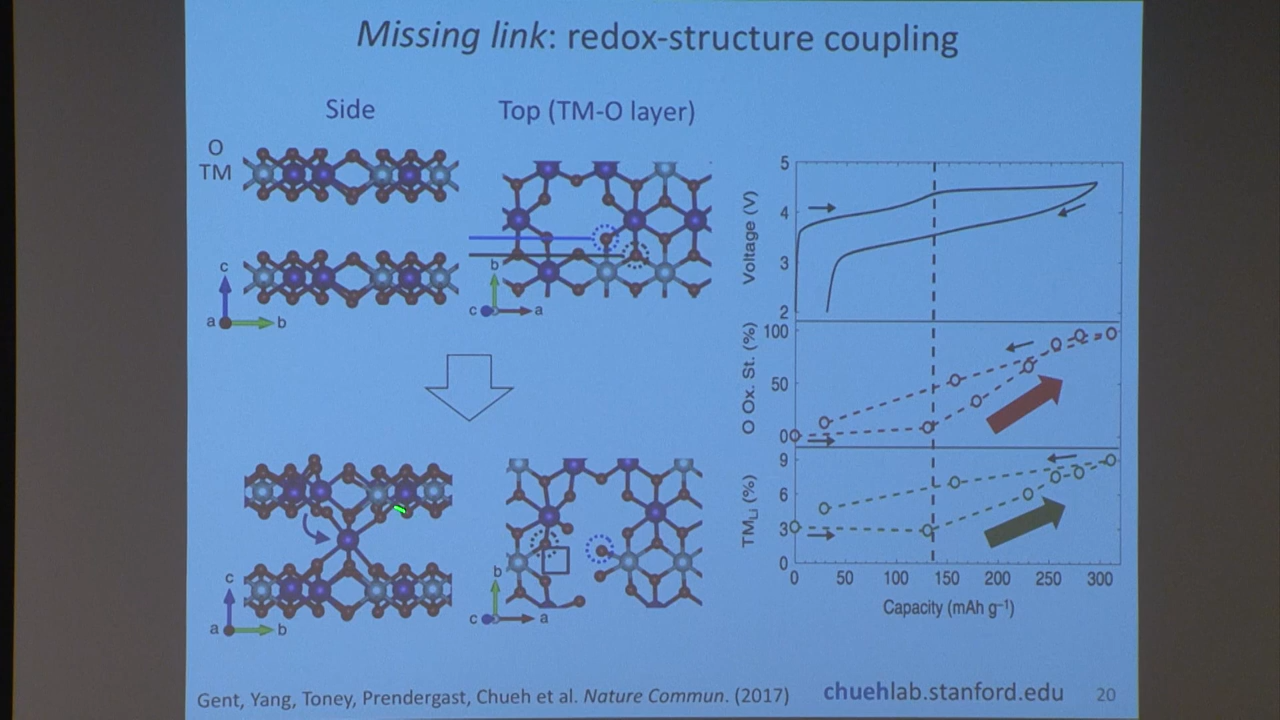 Missing link: redox-structure coupling
Side
Top (TM-O layer)
O
TM
c
a
b
b
c
a
c
a
b
b
c
a
Voltage (V)
5
4
3
2
O Ox. St. (%)
100
50
0
TM_Li (%)
9
6
3
0
0 50 100 150 200 250 300
Capacity (mAh g⁻¹)
Gent, Yang, Toney, Prendergast, Chueh et al. Nature Commun. (2017)
chuehlab.stanford.edu
20